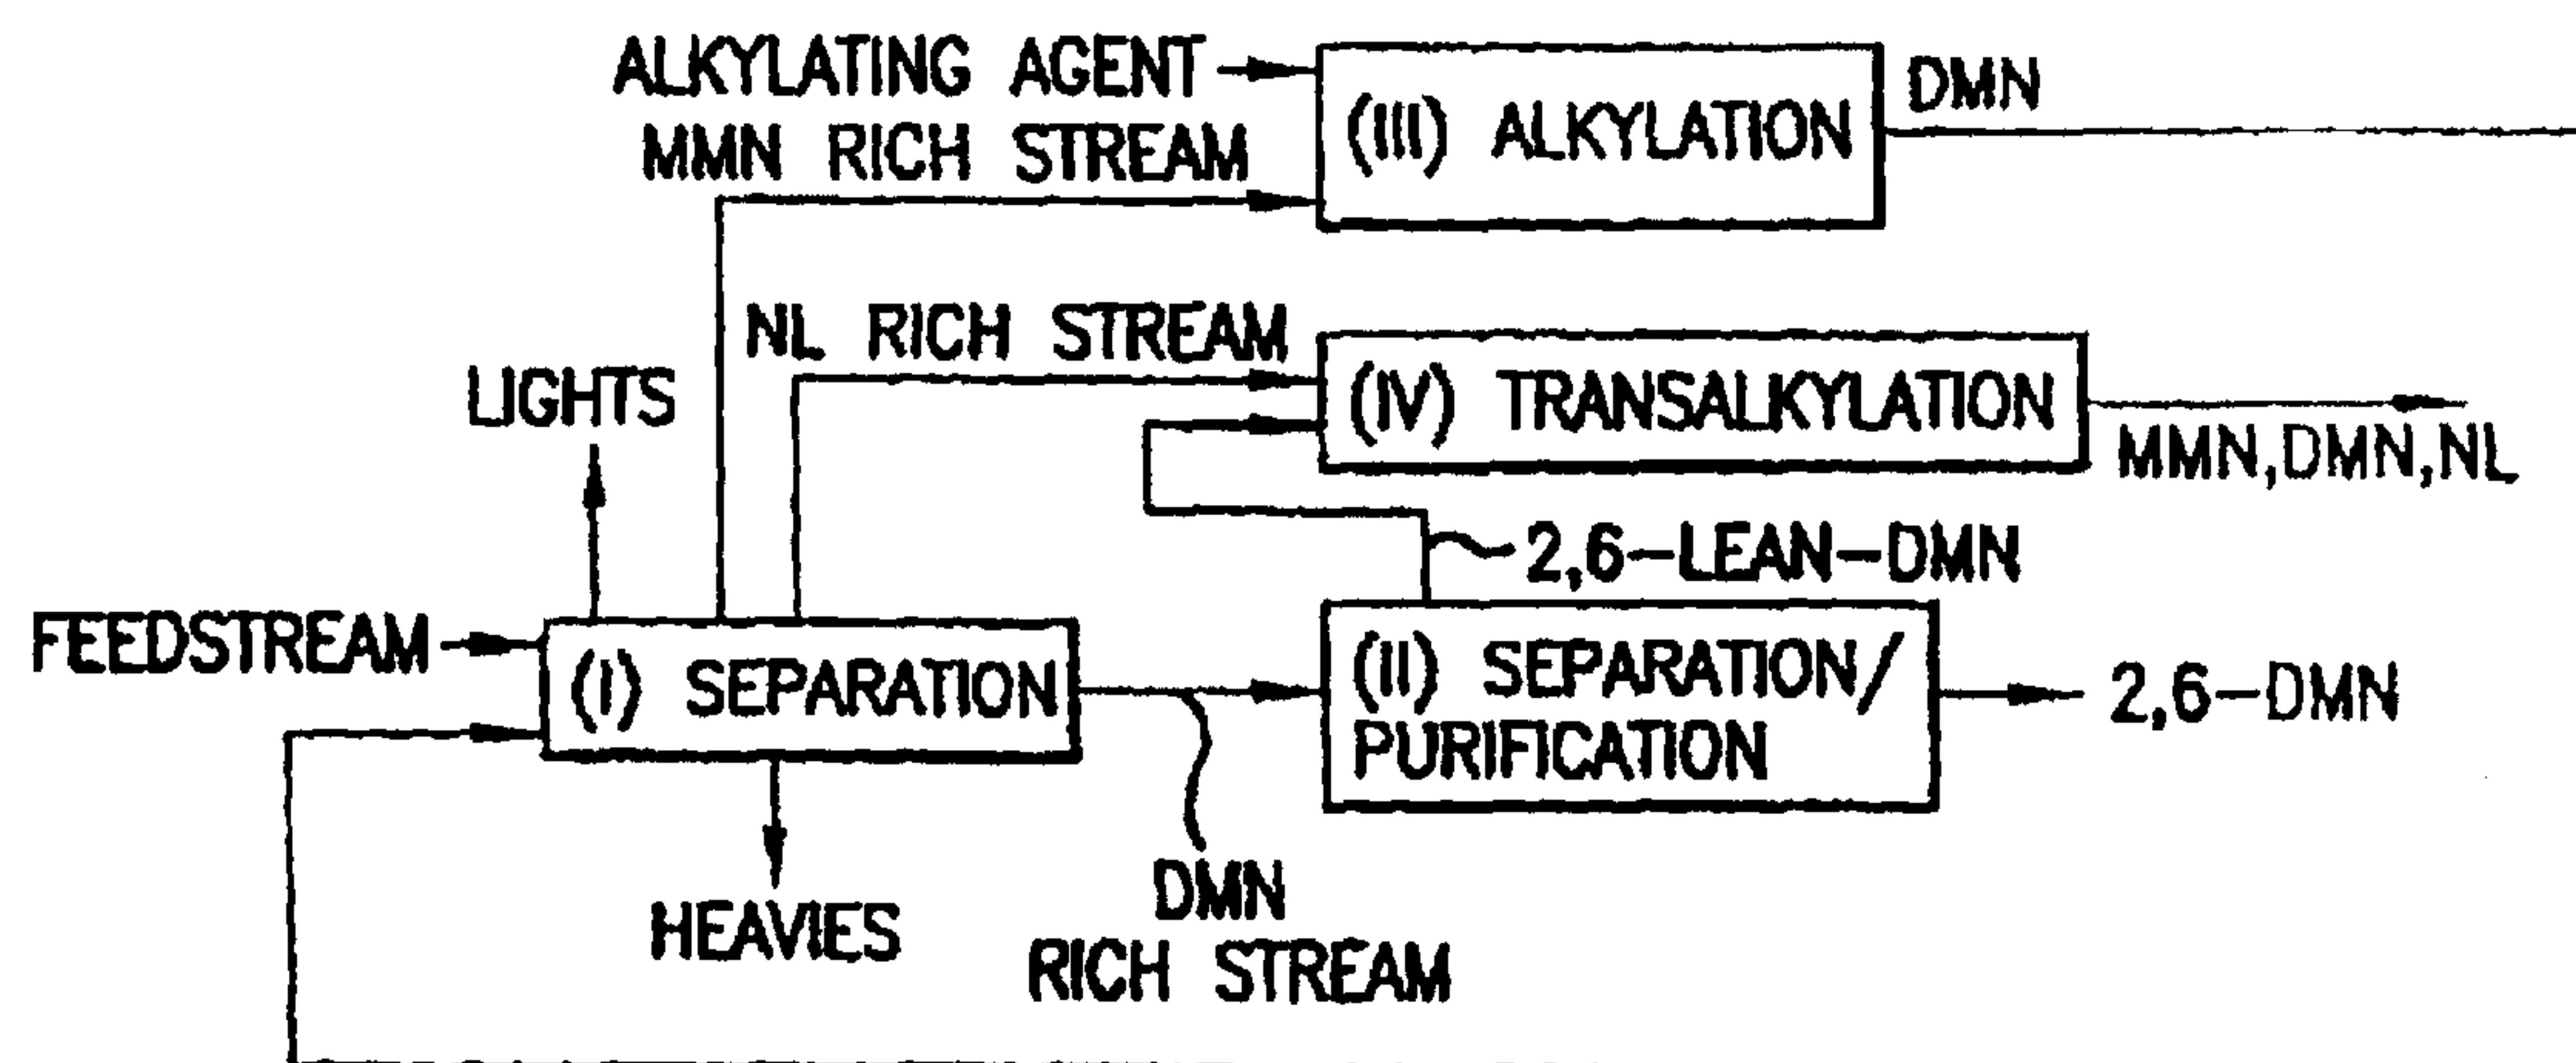 ALKYLATING AGENT
MMN RICH STREAM
(III) ALKYLATION
DMN
NL RICH STREAM
LIGHTS
(IV) TRANSALKYLATION
MMN,DMN,NL
2,6-LEAN-DMN
FEEDSTREAM
(I) SEPARATION
(II) SEPARATION/
PURIFICATION
2,6-DMN
HEAVIES
DMN
RICH STREAM